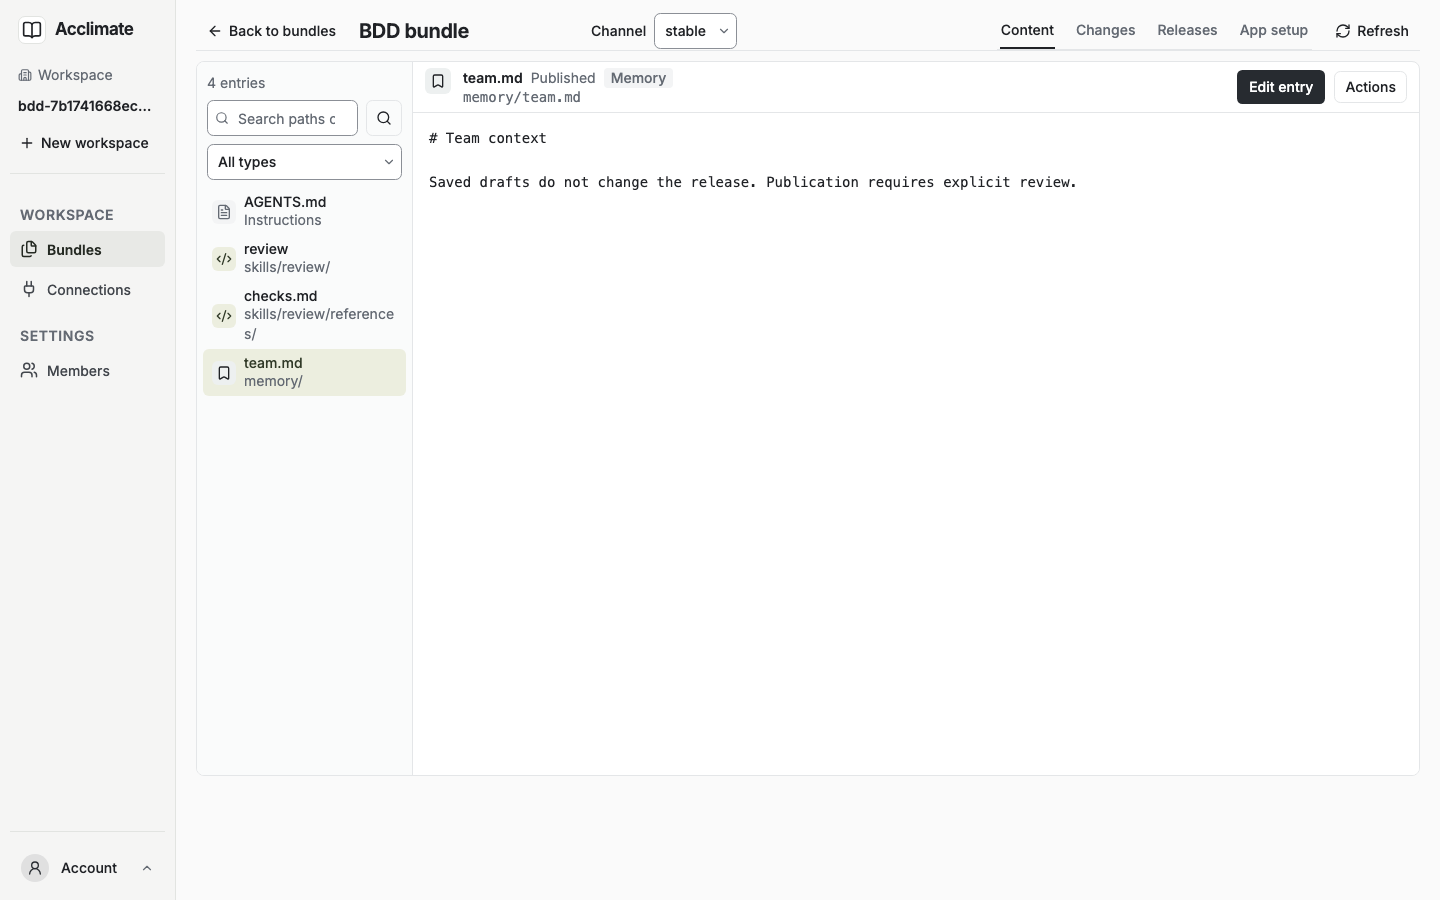 Acclimate
Workspace
bdd-7b1741668ec...
New workspace
WORKSPACE
Bundles
Connections
SETTINGS
Members
Account
Back to bundles
BDD bundle
Channel
stable
Content
Changes
Releases
App setup
Refresh
4 entries
Search paths c
All types
AGENTS.md
Instructions
review
skills/review/
checks.md
skills/review/reference
s/
team.md
memory/
team.md Published Memory
memory/team.md
Edit entry
Actions
# Team context
Saved drafts do not change the release. Publication requires explicit review.